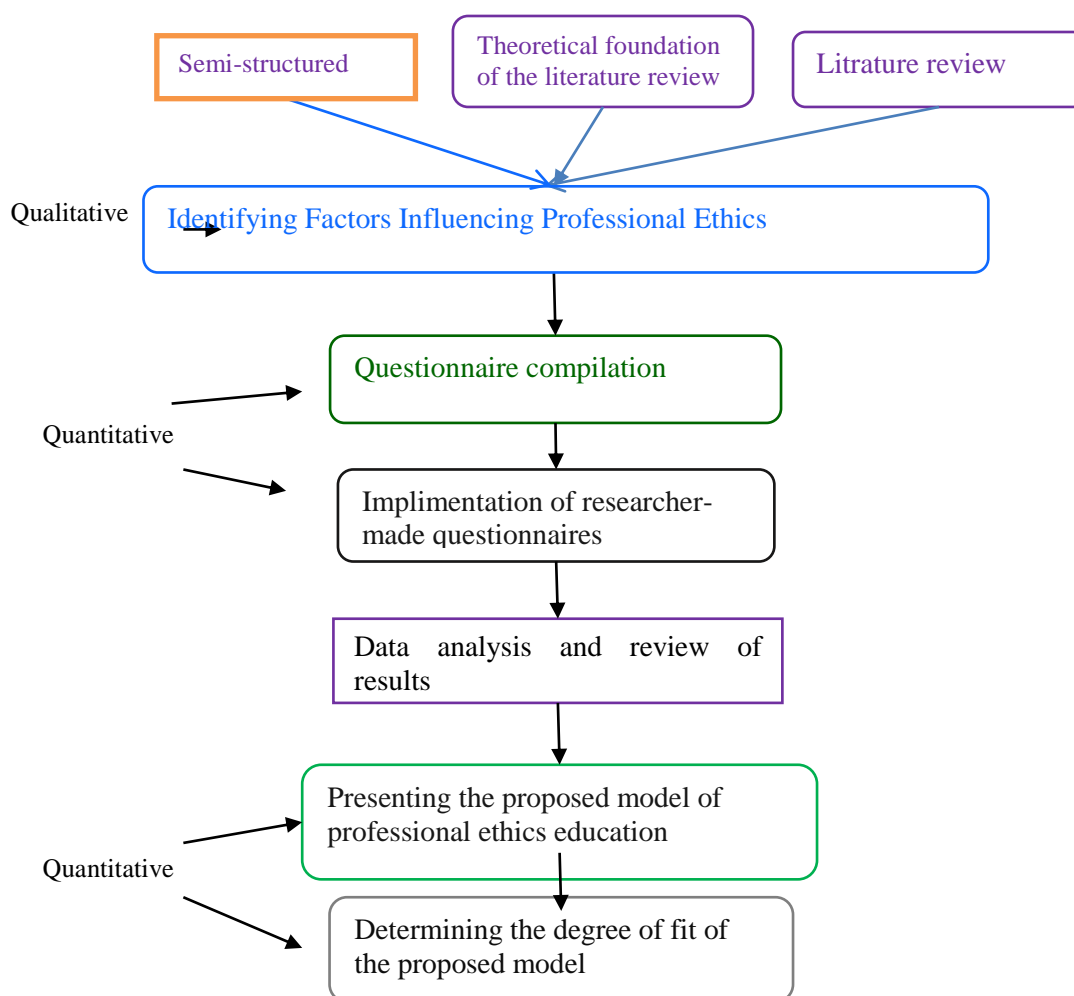 Semi-structured
Theoretical foundation
of the literature review
Litrature review
Qualitative
Identifying Factors Influencing Professional Ethics
Questionnaire compilation
Quantitative
Implimentation of researcher-
made questionnaires
Data analysis and review of
results
Presenting the proposed model of
professional ethics education
Quantitative
Determining the degree of fit of
the proposed model